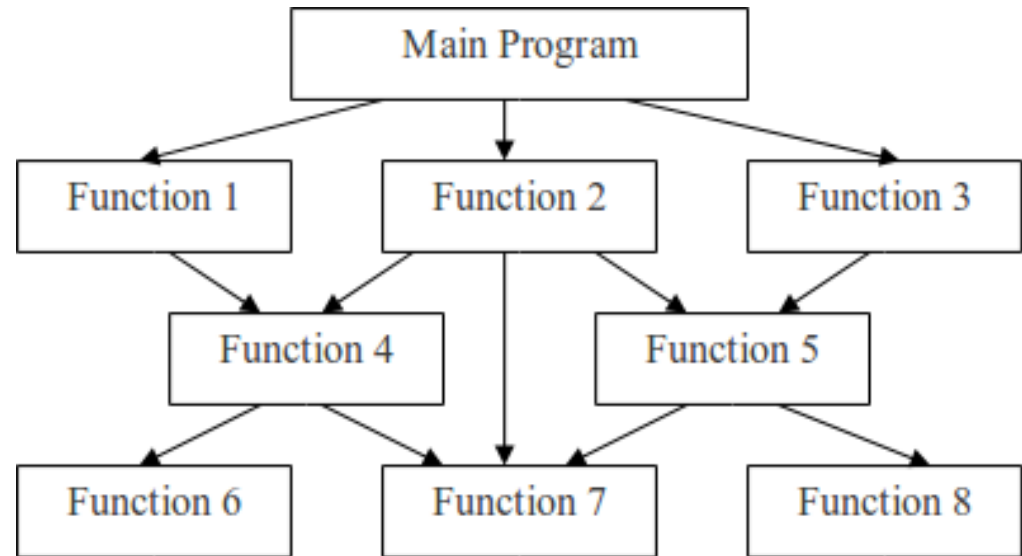 Main Program
Function 1
Function 2
Function 3
Function 4
Function 5
Function 6
Function 7
Function 8